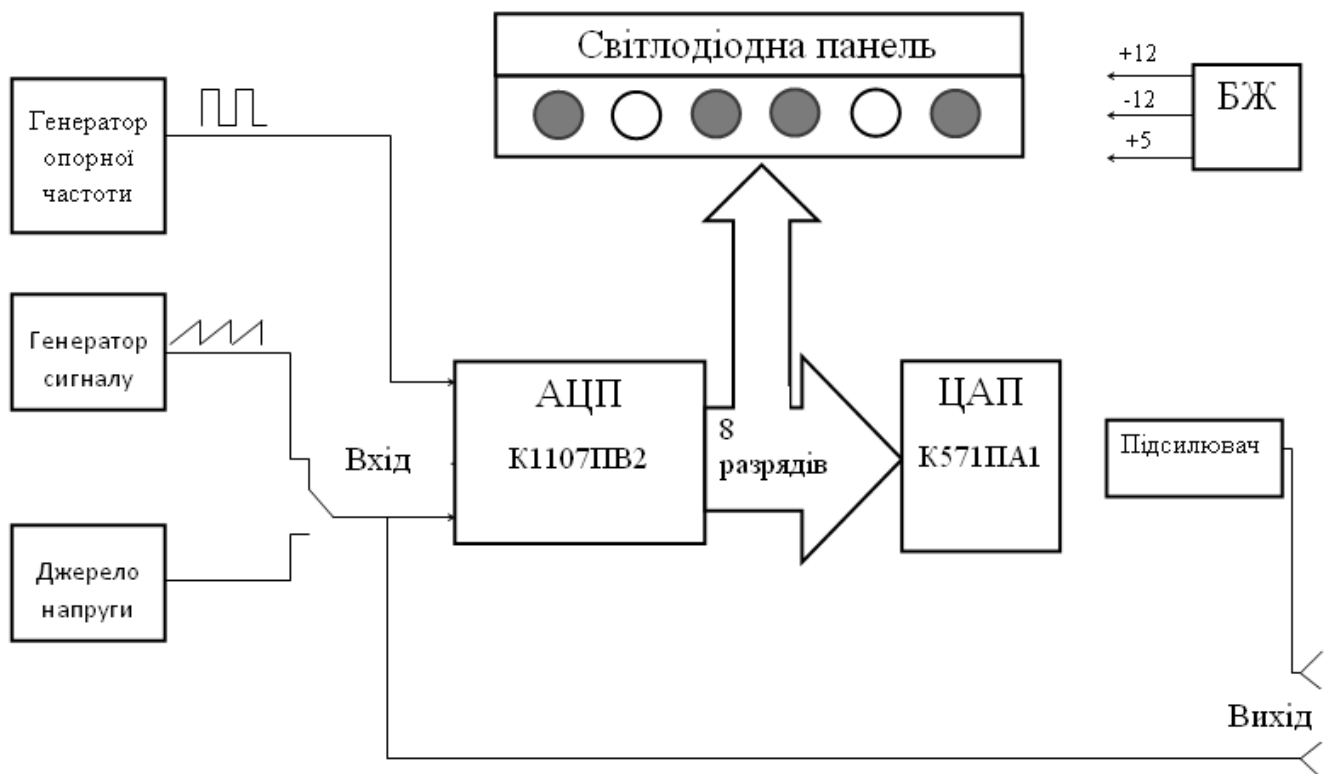 Світлодіодна панель
+12
-12
+5
БЖ
Генератор
опорної
частоти
Генератор
сигналу
Вхід
АЦП
К1107ПВ2
8
разрядів
ЦАП
К571ПА1
Підсилювач
Джерело
напруги
Вихід